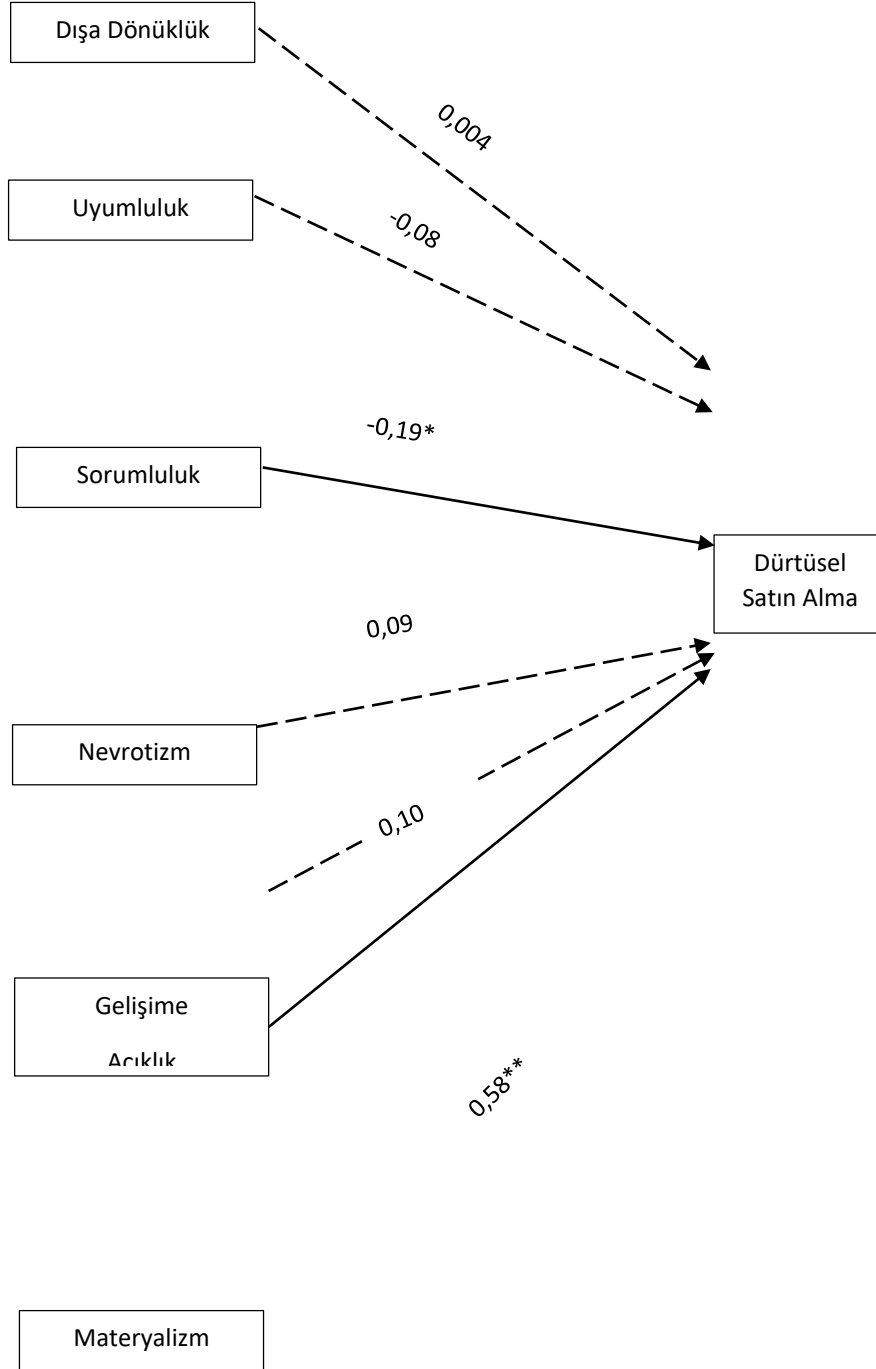 Dışa Dönüklük
0,004
Uyumluluk
-0,08
-0,19*
Sorumluluk
Dürtüsel
Satın Alma
0,09
Nevrotizm
0,10
Gelişime
Açıklık
0,58**
Materyalizm